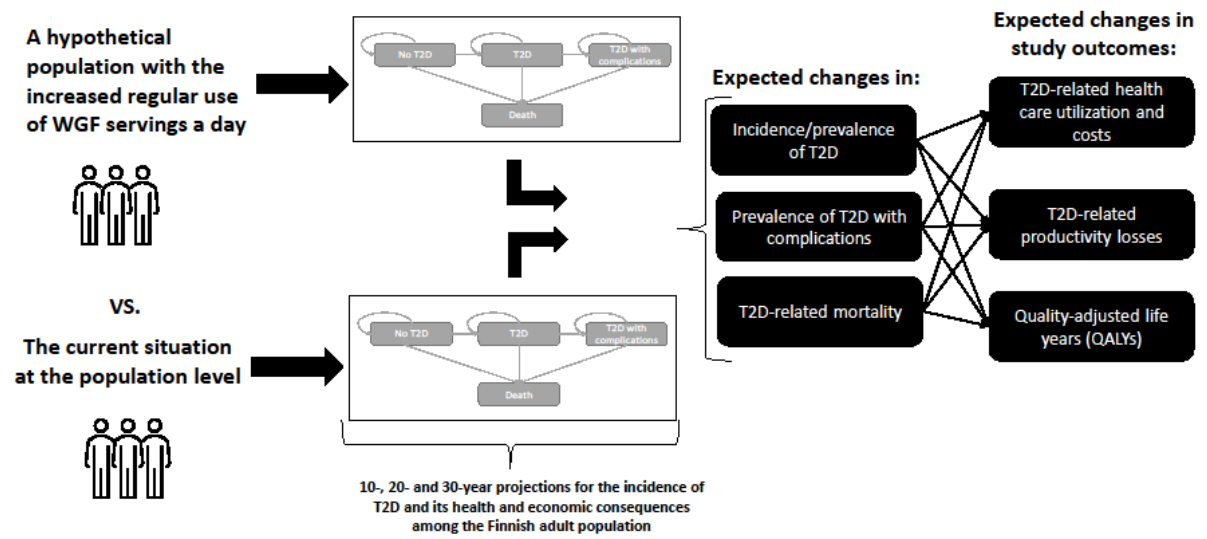 A hypothetical
population with the
increased regular use
of WGF servings a day
No T2D
T2D
T2D with
complications
Death
VS.
The current situation
at the population level
No T2D
T2D
T2D with
complications
Death
10-, 20- and 30-year projections for the incidence of
T2D and its health and economic consequences
among the Finnish adult population
Expected changes in:
Incidence/prevalence
of T2D
Prevalence of T2D with
complications
T2D-related mortality
Expected changes in
study outcomes:
T2D-related health
care utilization and
costs
T2D-related
productivity losses
Quality-adjusted life
years (QALYs)